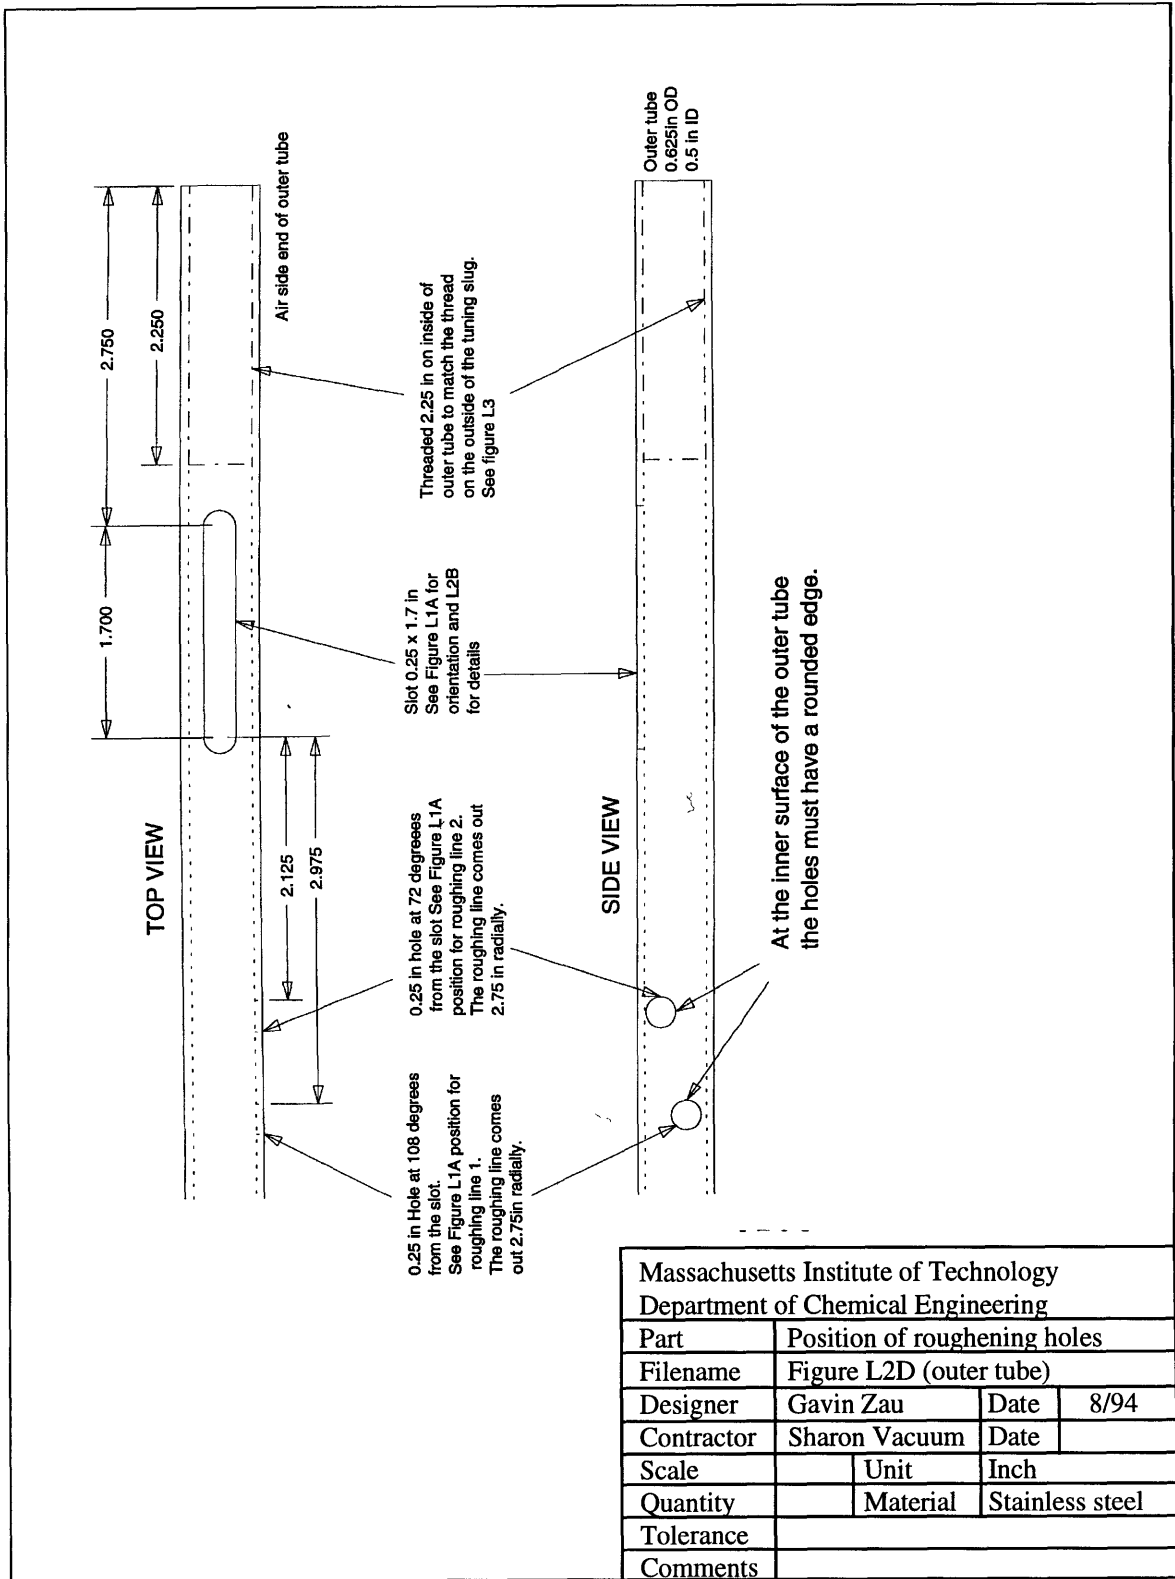 TOP VIEW
2.750
2.250
1.700
2.125
2.975
Air side end of outer tube
0.25 in Hole at 108 degrees
from the slot.
See Figure L1A position for
roughing line 1.
The roughing line comes
out 2.75in radially.
0.25 in hole at 72 degreees
from the slot See Figure L1A
position for roughing line 2.
The roughing line comes out
2.75 in radially.
Slot 0.25 x 1.7 in
See Figure L1A for
orientation and L2B
for details
Threaded 2.25 in on inside of
outer tube to match the thread
on the outside of the tuning slug.
See figure L3
SIDE VIEW
Outer tube
0.625in OD
0.5 in ID
At the inner surface of the outer tube
the holes must have a rounded edge.
Massachusetts Institute of Technology
Department of Chemical Engineering
Part Position of roughening holes
Filename Figure L2D (outer tube)
Designer Gavin Zau Date 8/94
Contractor Sharon Vacuum Date
Scale Unit Inch
Quantity Material Stainless steel
Tolerance
Comments